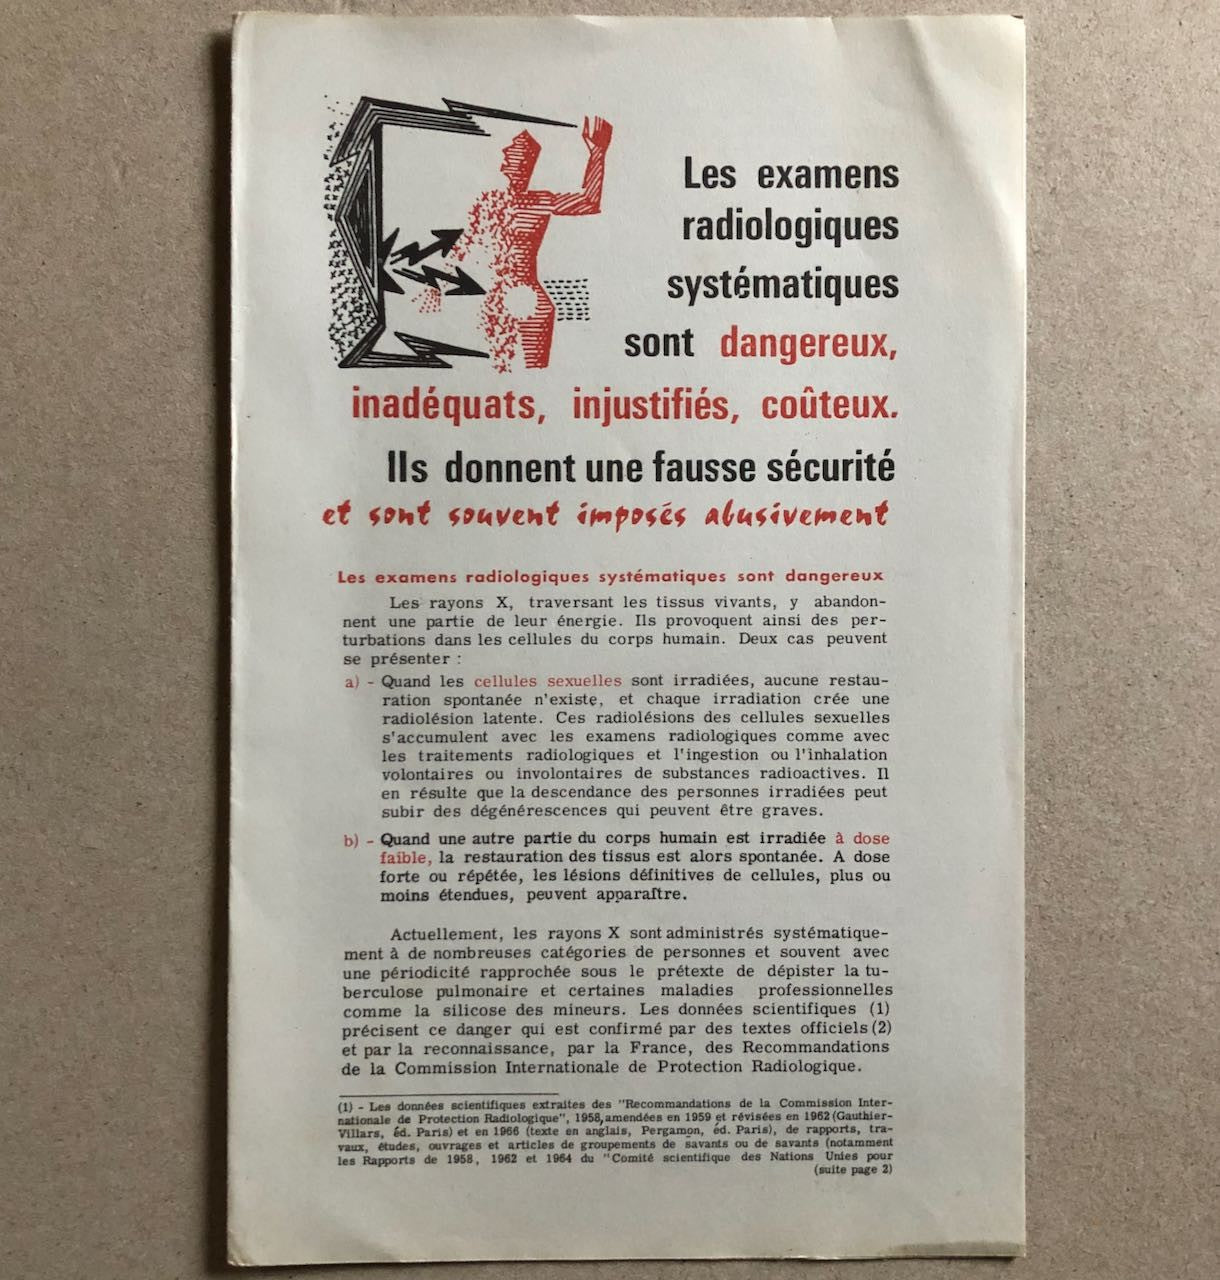 Les examens
radiologiques
systématiques
sont dangereux,
inadéquats, injustifiés, coûteux.
Ils donnent une fausse sécurité
et sont souvent imposés abusivement
Les examens radiologiques systématiques sont dangereux
Les rayons X, traversant les tissus vivants, y abandon-
nent une partie de leur énergie. Ils provoquent ainsi des per-
turbations dans les cellules du corps humain. Deux cas peuvent
se présenter :
a) - Quand les cellules sexuelles sont irradiées, aucune restau-
ration spontanée n'existe, et chaque irradiation crée une
radiolésion latente. Ces radiolésions des cellules sexuelles
s'accumulent avec les examens radiologiques comme avec
les traitements radiologiques et l'ingestion ou l'inhalation
volontaires ou involontaires de substances radioactives. Il
en résulte que la descendance des personnes irradiées peut
subir des dégénérescences qui peuvent être graves.
b) - Quand une autre partie du corps humain est irradiée à dose
faible, la restauration des tissus est alors spontanée. A dose
forte ou répétée, les lésions définitives de cellules, plus ou
moins étendues, peuvent apparaître.
Actuellement, les rayons X sont administrés systématique-
ment à de nombreuses catégories de personnes et souvent avec
une périodicité rapprochée sous le prétexte de dépister la tu-
berculose pulmonaire et certaines maladies professionnelles
comme la silicose des mineurs. Les données scientifiques (1)
précisent ce danger qui est confirmé par des textes officiels (2)
et par la reconnaissance, par la France, des Recommandations
de la Commission Internationale de Protection Radiologique.
(1) - Les données scientifiques extraites des "Recommandations de la Commission Inter-
nationale de Protection Radiologique", 1958, amendées en 1959 et révisées en 1962 (Gauthier-
Villars, éd. Paris) et en 1966 (texte en anglais, Pergamon, éd. Paris), de rapports, tra-
vaux, études, ouvrages et articles de groupements de savants ou de savants (notamment
les Rapports de 1958, 1962 et 1964 du "Comité scientifique des Nations Unies pour
(suite page 2)